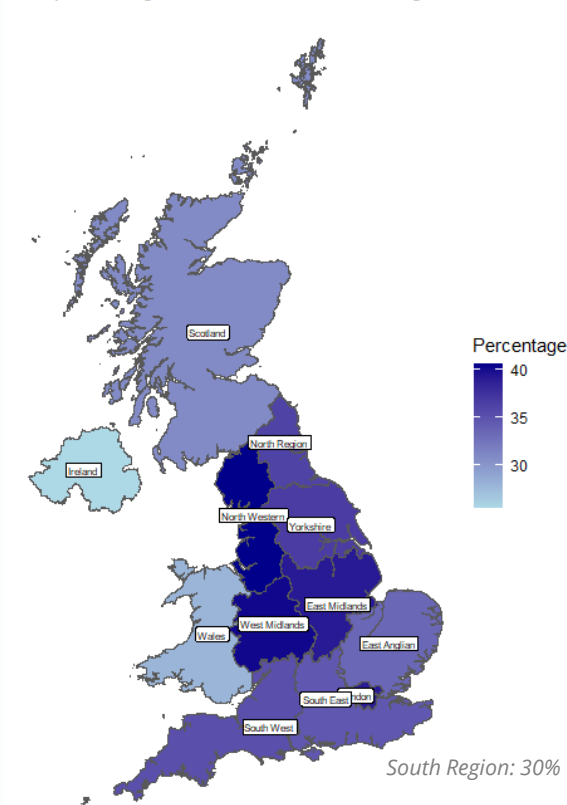 Scotland
Percentage
40
35
30
North Region
Ireland
North Western
Yorkshire
East Midlands
West Midlands
Wales
East Anglian
South East
ndon
South West
South Region: 30%